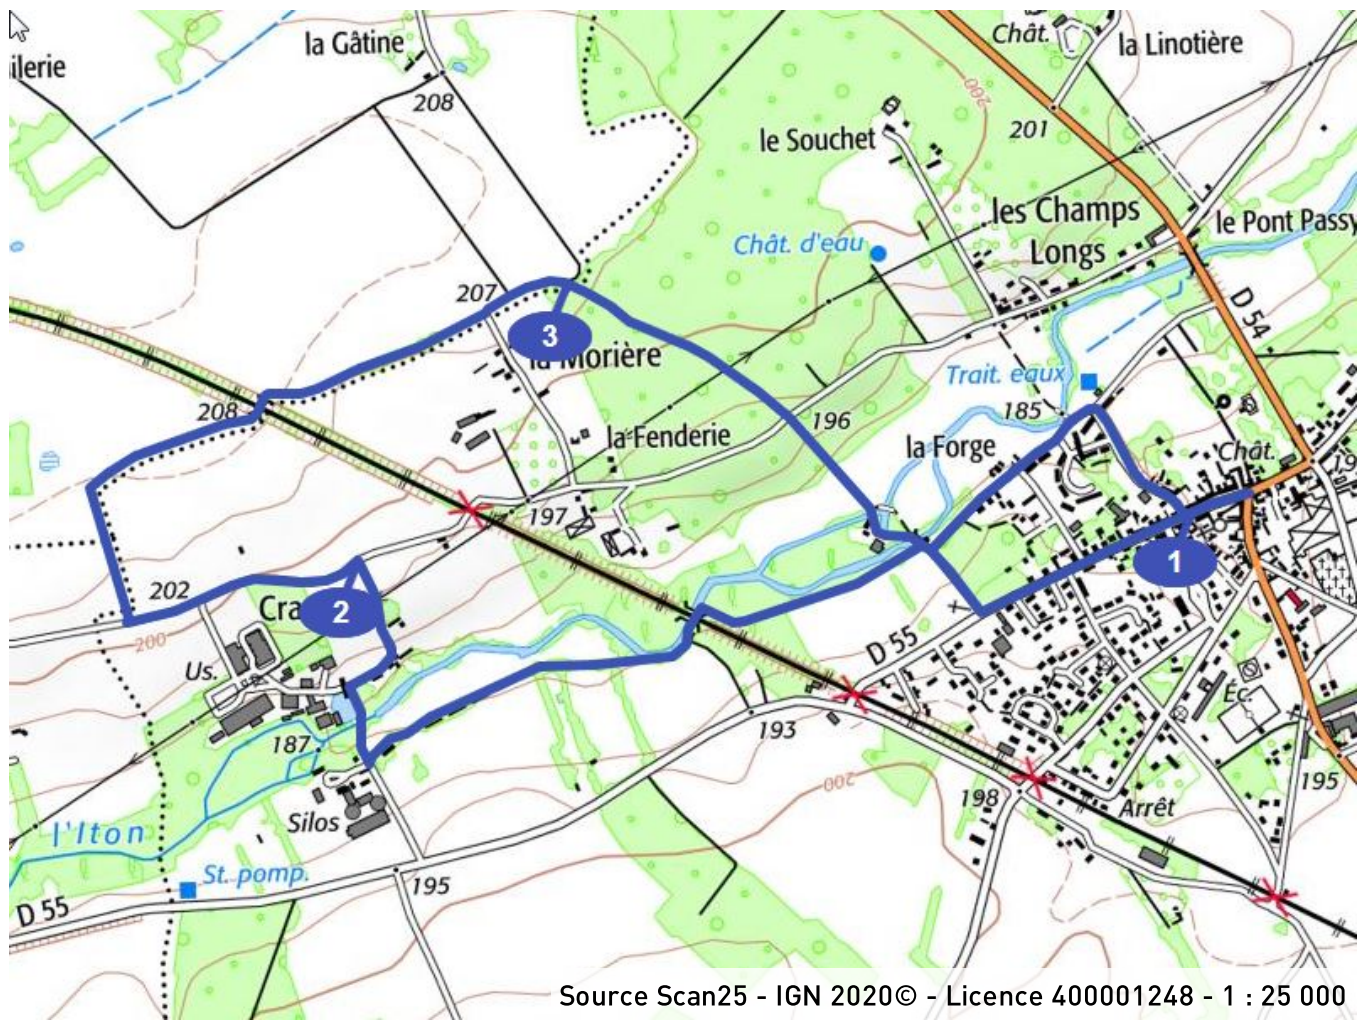 la Gâtine
Chât.
la Linotière
ilerie
208
200
201
le Souchet
les Champs
Longs
le Pont Passy
Chât. d'eau
207
D 54
3
la Morière
Trait. eaux
208
185
196
la Fenderie
la Forge
Chât.
19
197
1
202
Cra
2
200
D 55
Us.
Éc.
187
193
195
200
198
Arrêt
Silos
l'Iton
St. pomp.
195
D 55
Source Scan25 - IGN 2020© - Licence 400001248 - 1 : 25 000